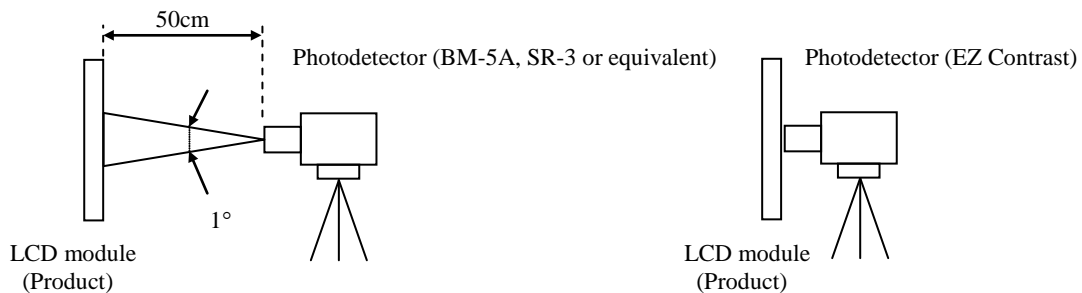 50cm
Photodetector (BM-5A, SR-3 or equivalent)
1°
LCD module
(Product)
Photodetector (EZ Contrast)
LCD module
(Product)